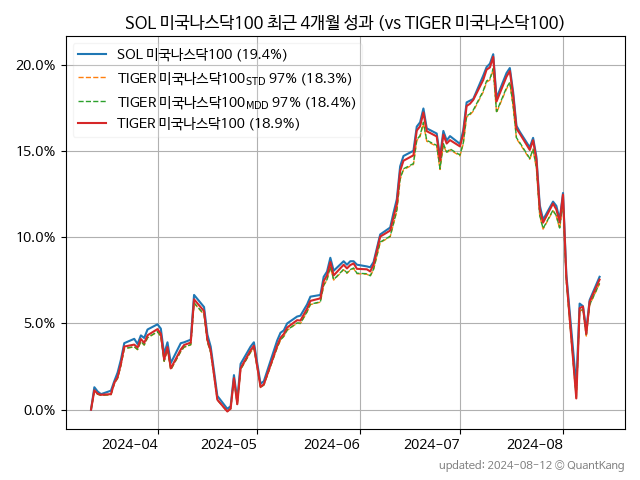 SOL 미국나스닥100 최근 4개월 성과 (vs TIGER 미국나스닥100)
SOL 미국나스닥100 (19.4%)
TIGER 미국나스닥100STD 97% (18.3%)
TIGER 미국나스닥100MDD 97% (18.4%)
TIGER 미국나스닥100 (18.9%)
20.0%
15.0%
10.0%
5.0%
0.0%
2024-04 2024-05 2024-06 2024-07 2024-08
updated: 2024-08-12 © QuantKang